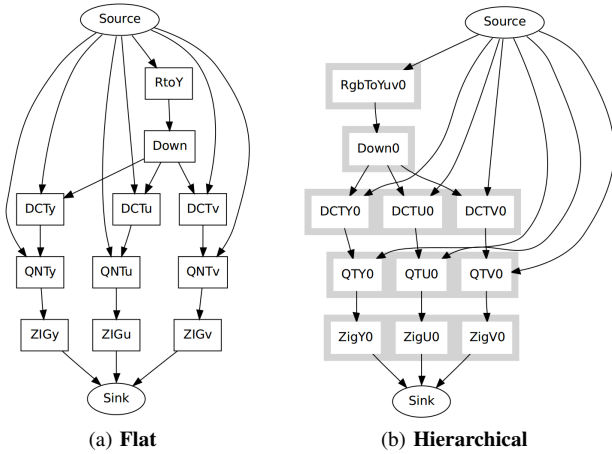 Source
RtoY
Down
DCTy
DCTu
DCTv
QNTy
QNTu
QNTv
ZIGy
ZIGu
ZIGv
Sink
(a) Flat
Source
RgbToYuv0
Down0
DCTY0
DCTU0
DCTV0
QTY0
QTU0
QTV0
ZigY0
ZigU0
ZigV0
Sink
(b) Hierarchical